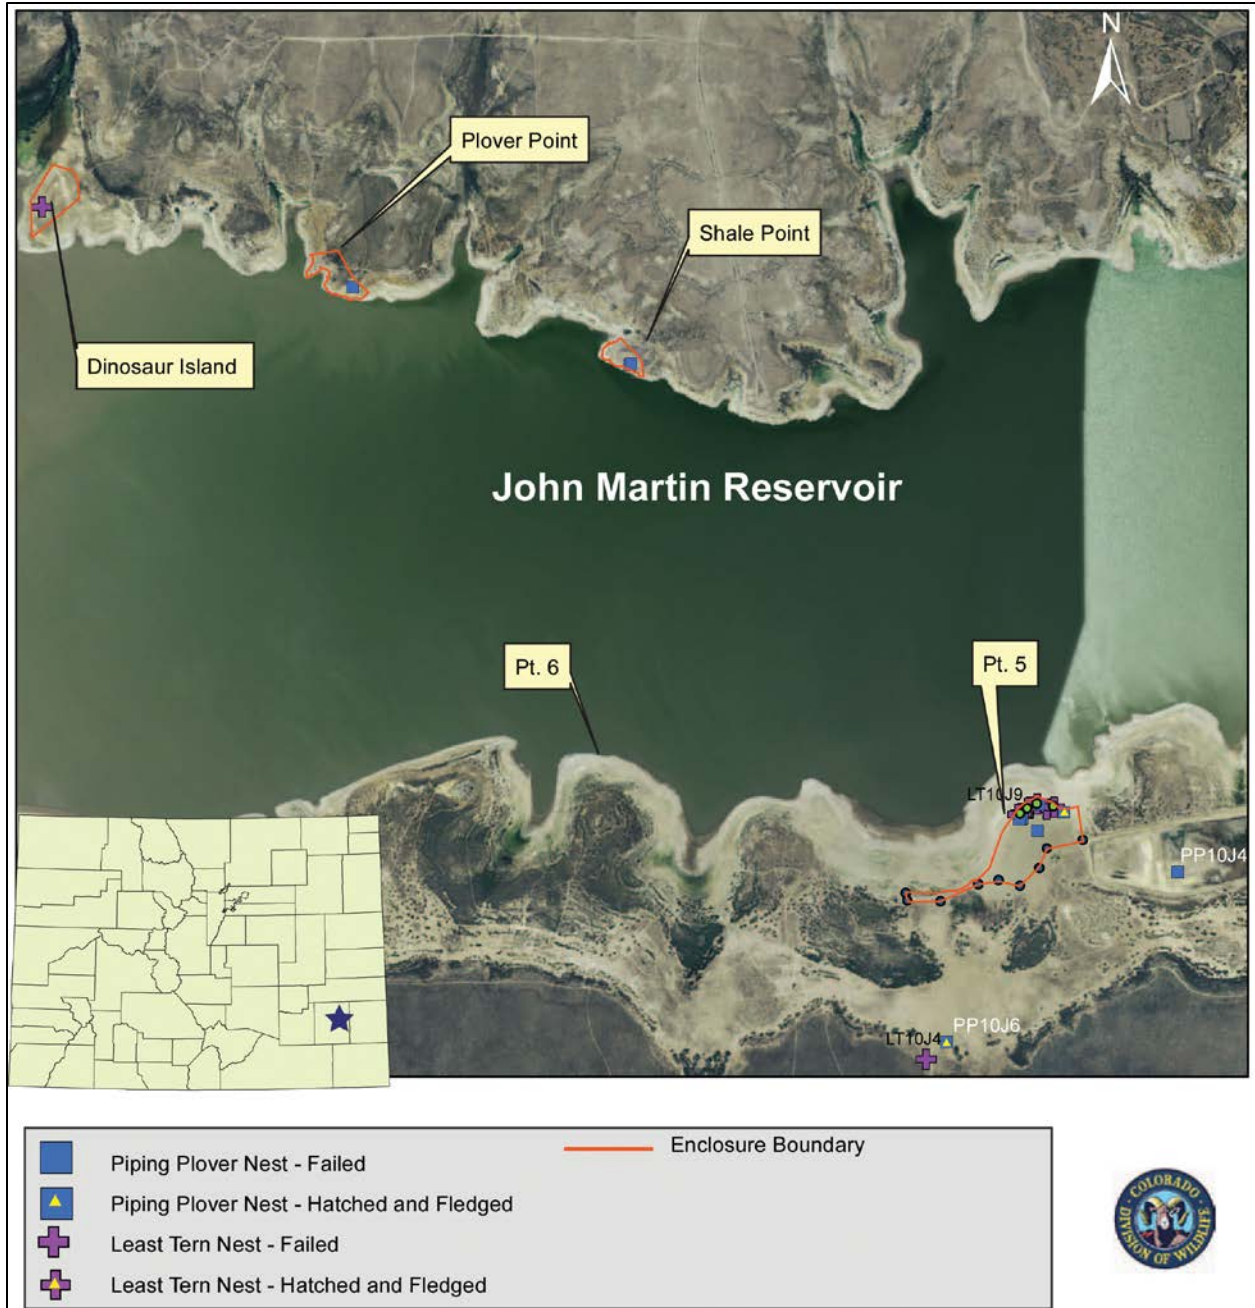 N
Plover Point
Shale Point
Dinosaur Island
John Martin Reservoir
Pt. 6
Pt. 5
LT10J9
PP10J4
PP10J6
LT10J4
Piping Plover Nest - Failed
Enclosure Boundary
Piping Plover Nest - Hatched and Fledged
Least Tern Nest - Failed
Least Tern Nest - Hatched and Fledged
COLORADO
DIVISION OF WILDLIFE